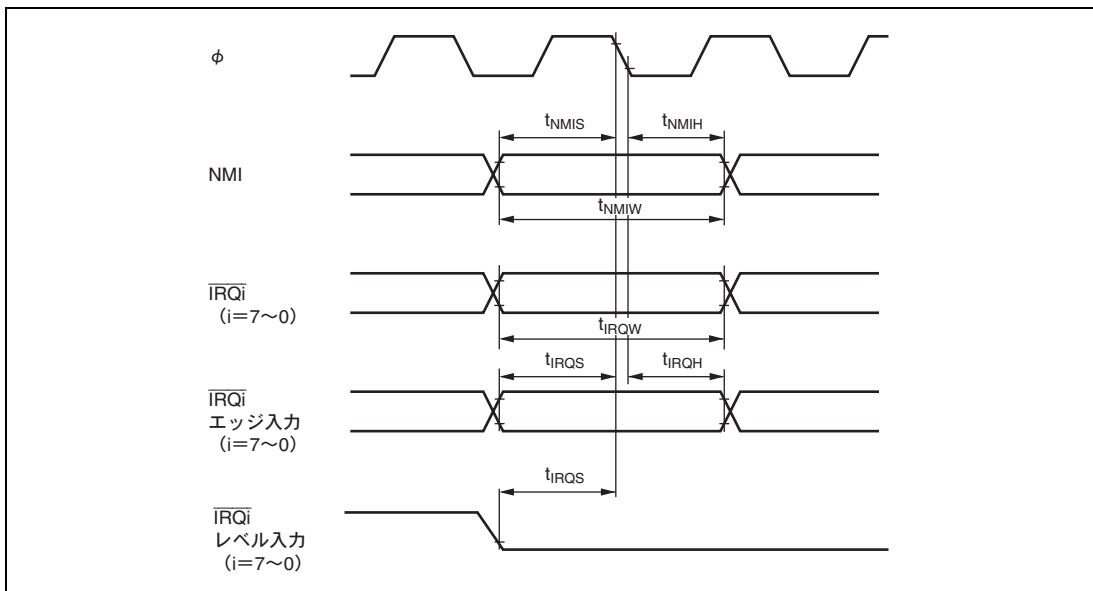 φ
tNMIS
tNMIH
NMI
tNMIW
IRQi
（i＝7～0）
tIRQW
tIRQS
tIRQH
IRQi
エッジ入力
（i＝7～0）
tIRQS
IRQi
レベル入力
（i＝7～0）